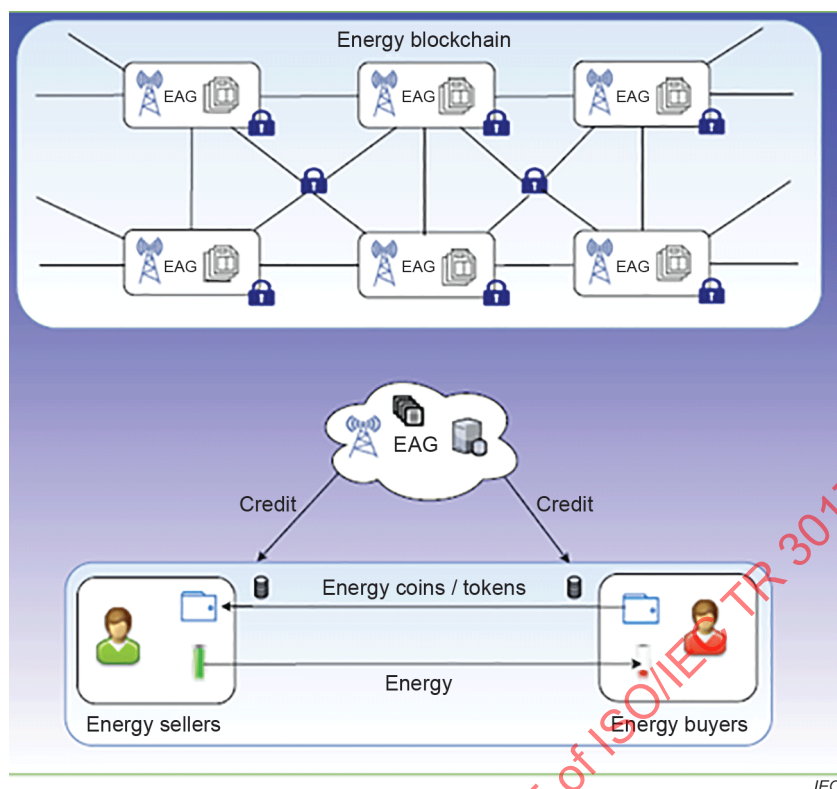 Energy blockchain
EAG
EAG
EAG
EAG
EAG
EAG
EAG
Credit
Credit
Energy coins / tokens
Energy
Energy sellers
Energy buyers
of ISO/IEC TR 301
IEC